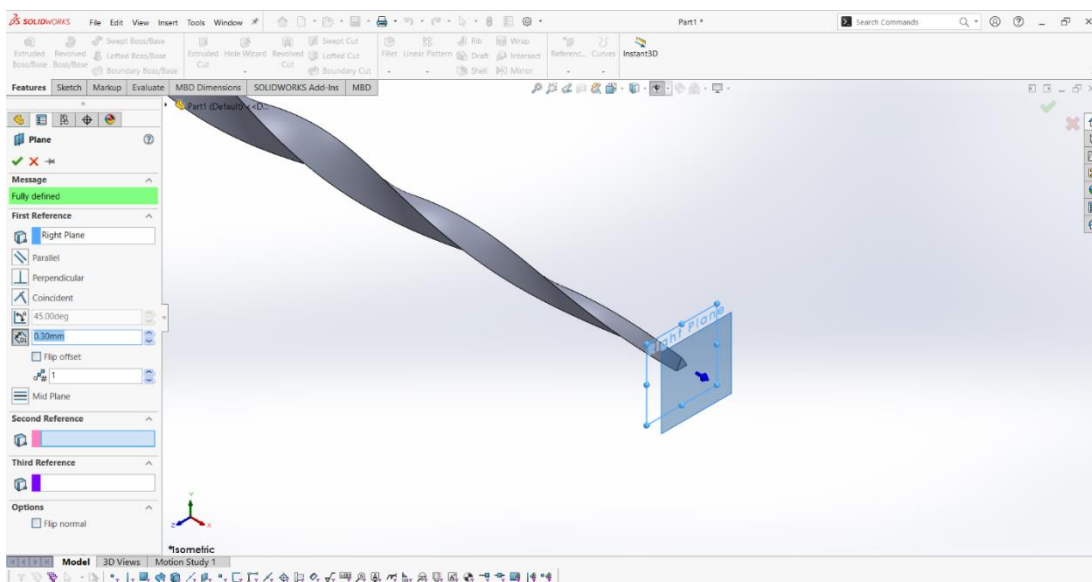 SOLIDWORKS File Edit View Insert Tools Window Part1 * Search Commands
Extruded Boss/Base Revolved Boss/Base Swept Boss/Base Lofted Boss/Base Boundary Boss/Base Extruded Cut Hole Wizard Revolved Cut Swept Cut Lofted Cut Boundary Cut Fillet Linear Pattern Rib Draft Shell Wrap Intersect Mirror Referenc... Curves Instant3D
Features Sketch Markup Evaluate MBD Dimensions SOLIDWORKS Add-Ins MBD
Part1 (Default) <<D...
Plane
Message
Fully defined
First Reference
Right Plane
Parallel
Perpendicular
Coincident
45.00deg
0.30mm
Flip offset
1
Mid Plane
Second Reference
Third Reference
Options
Flip normal
Right Plane
Y
Z
X
*Isometric
Model 3D Views Motion Study 1